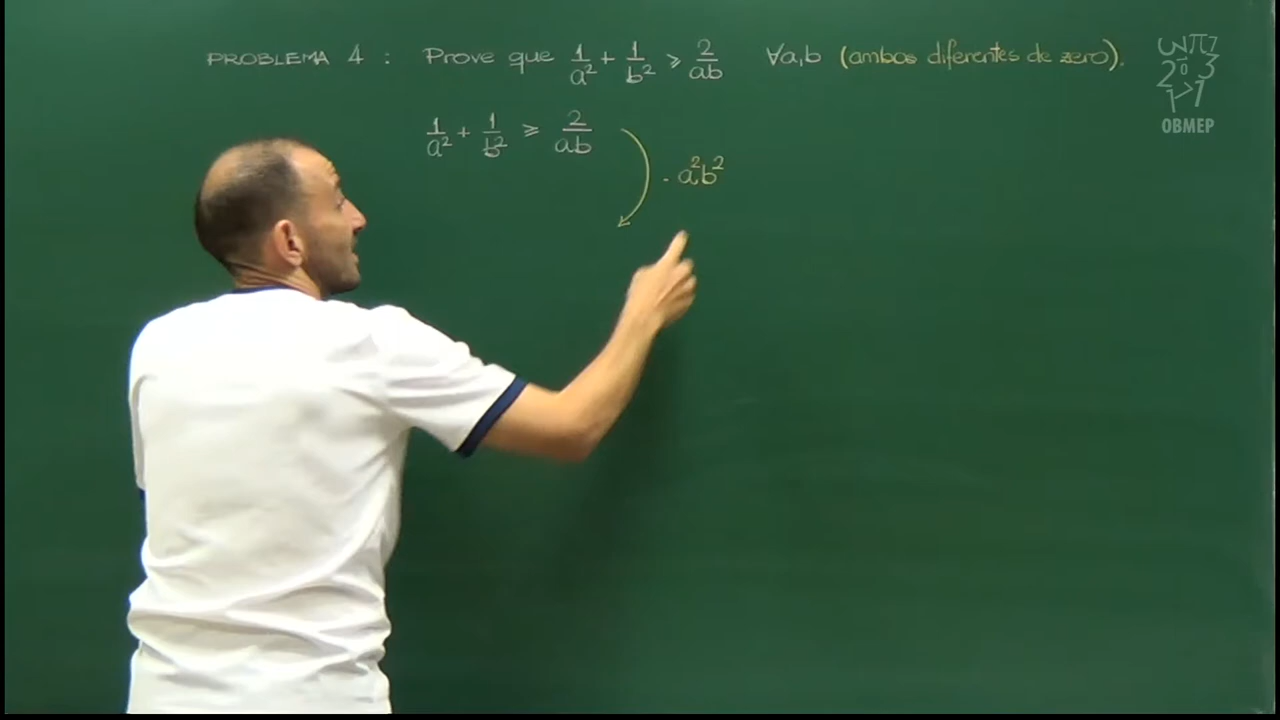 PROBLEMA 4 : Prove que 1/a² + 1/b² ≥ 2/ab ∀a,b (ambos diferentes de zero).
1/a² + 1/b² ≥ 2/ab
· a²b²
OBMEP